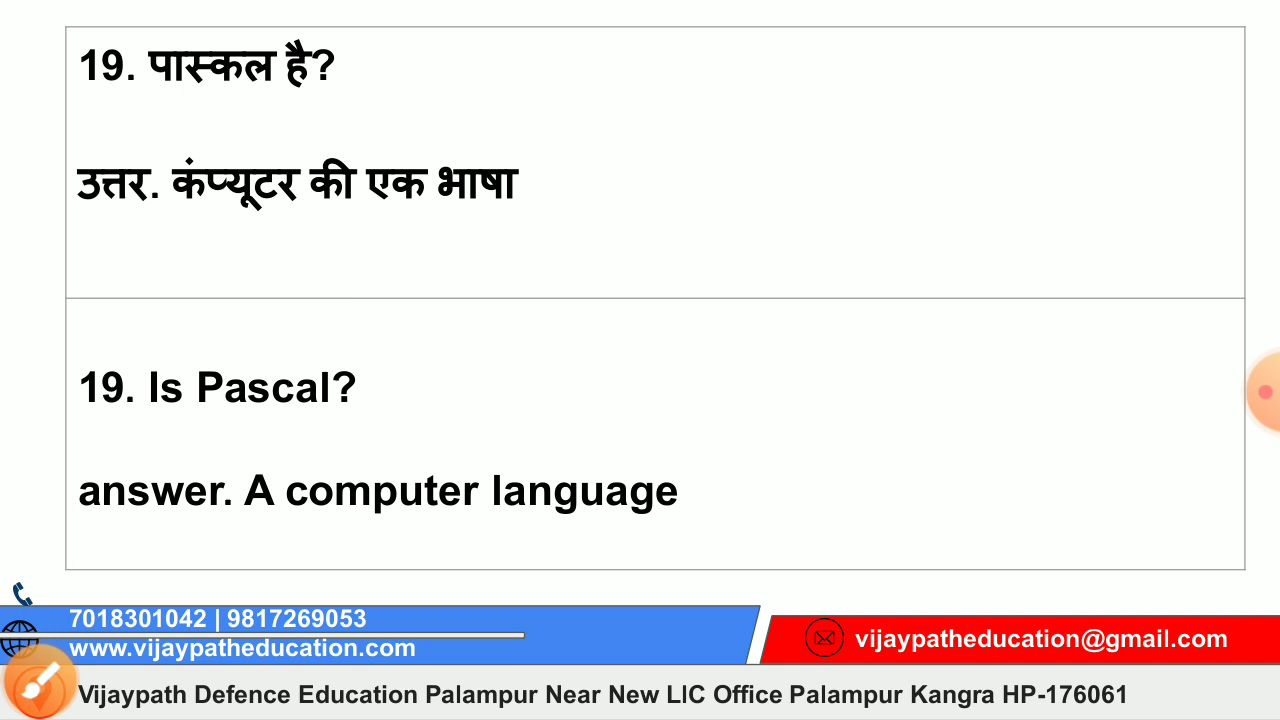 19. पास्कल है?
उत्तर. कंप्यूटर की एक भाषा
19. Is Pascal?
answer. A computer language
7018301042 | 9817269053
www.vijaypatheducation.com
vijaypatheducation@gmail.com
Vijaypath Defence Education Palampur Near New LIC Office Palampur Kangra HP-176061